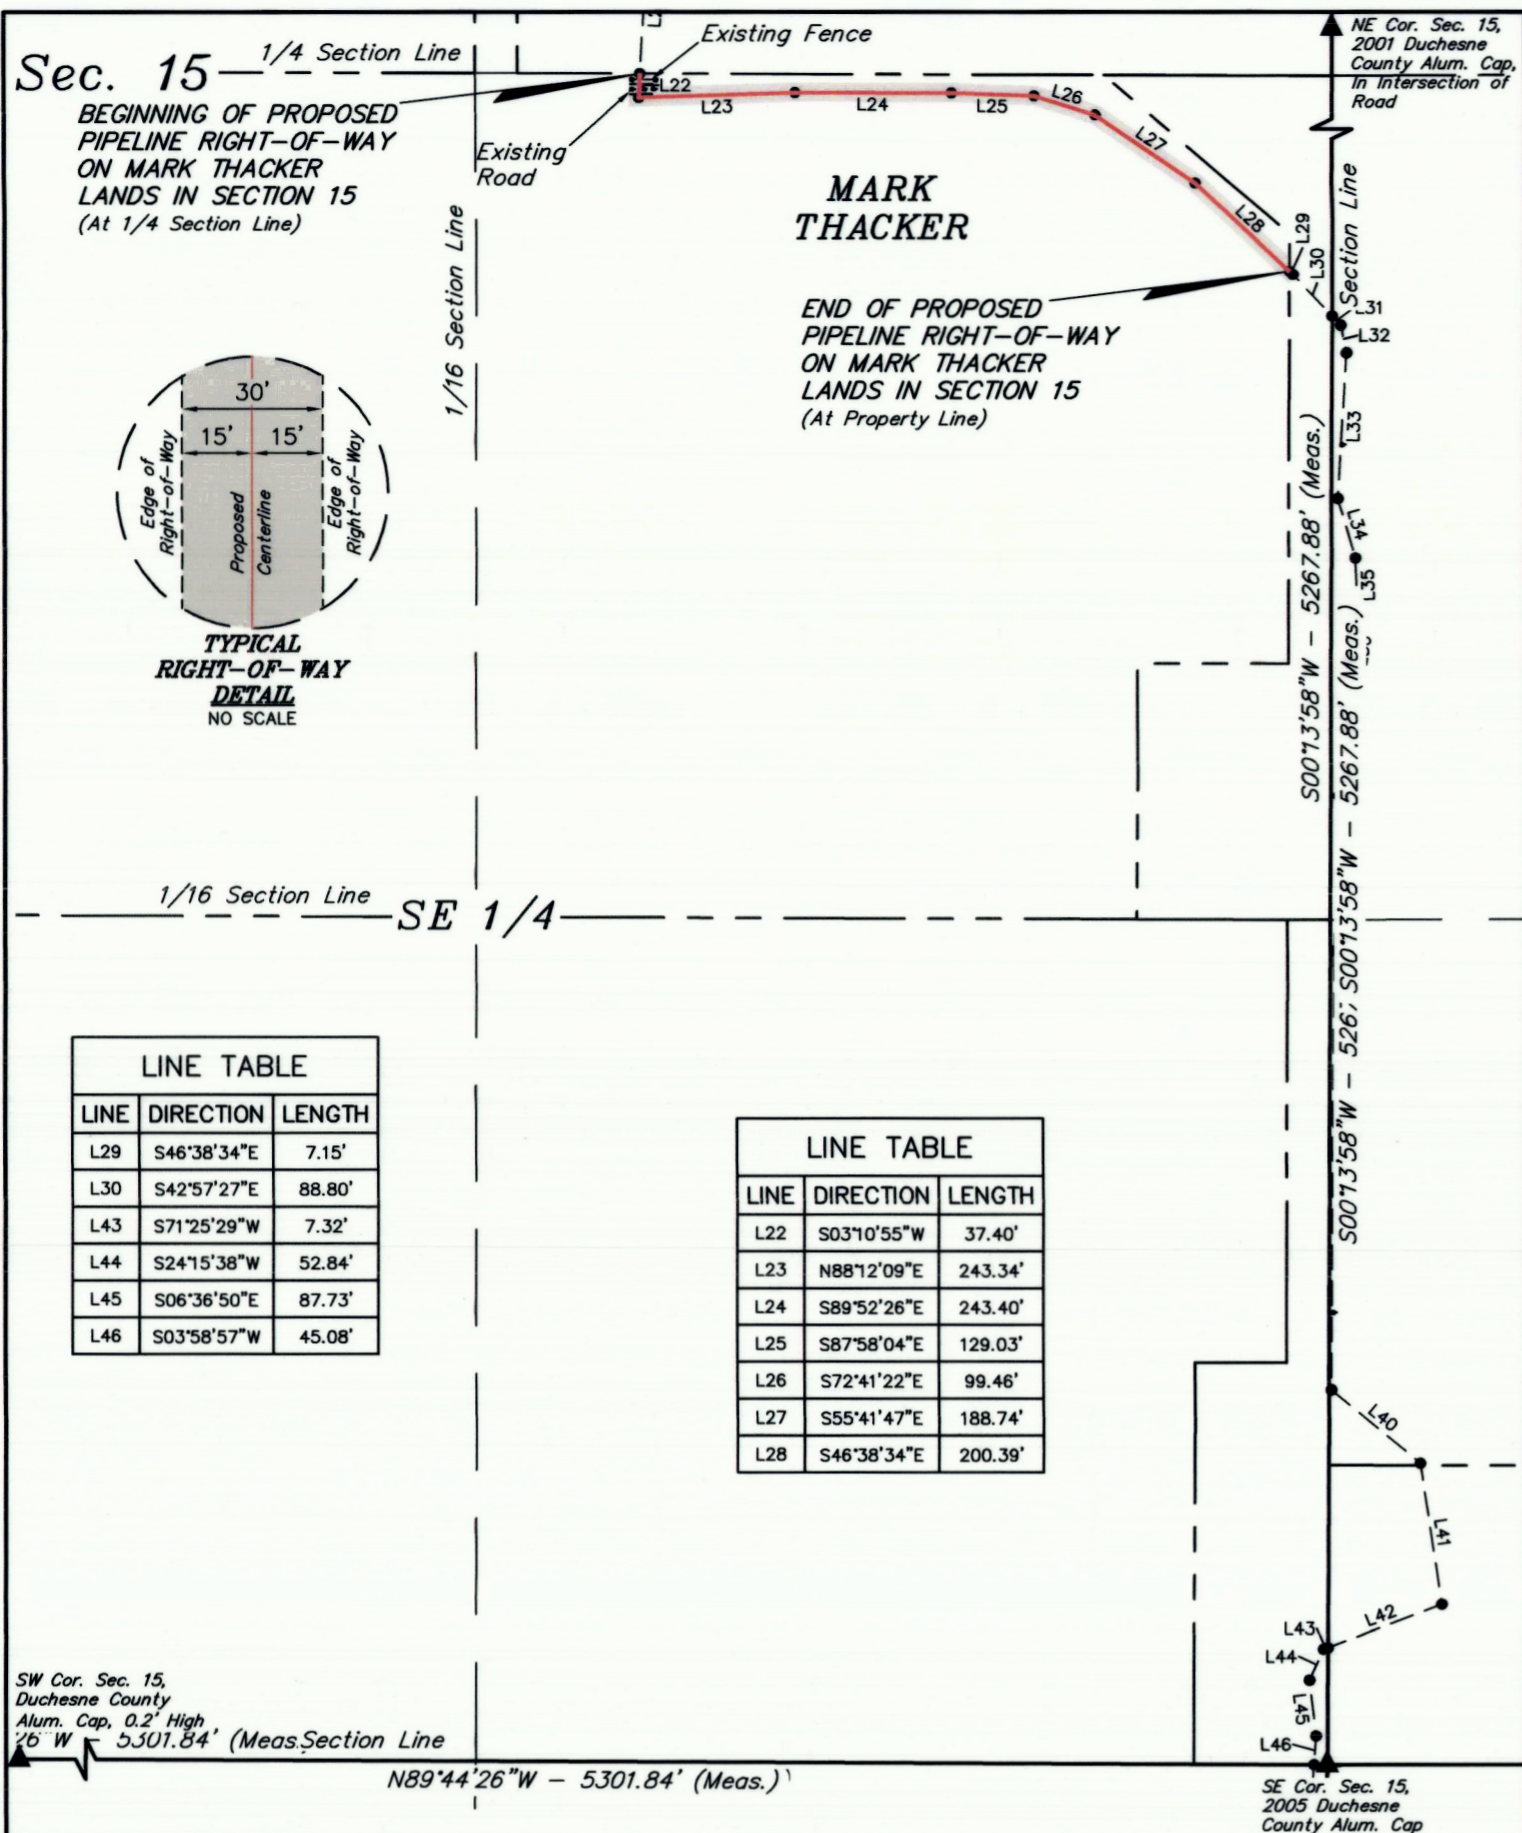 NE Cor. Sec. 15,
2001 Duchesne
County Alum. Cap,
In Intersection of
Road
Sec. 15
1/4 Section Line
Existing Fence
BEGINNING OF PROPOSED
PIPELINE RIGHT-OF-WAY
ON MARK THACKER
LANDS IN SECTION 15
(At 1/4 Section Line)
Existing
Road
L22
L23
L24
L25
L26
L27
L28
L29
L30
L31
L32
L33
L34
L35
Section Line
MARK
THACKER
END OF PROPOSED
PIPELINE RIGHT-OF-WAY
ON MARK THACKER
LANDS IN SECTION 15
(At Property Line)
1/16 Section Line
30'
15' 15'
Edge of
Right-of-Way
Proposed
Centerline
Edge of
Right-of-Way
TYPICAL
RIGHT-OF-WAY
DETAIL
NO SCALE
S00°13'58"W - 5267.88' (Meas.)
S00°13'58"W - 5267.88' (Meas.)
S00°13'58"W - 526
1/16 Section Line
SE 1/4
LINE TABLE
LINE DIRECTION LENGTH
L29 S46°38'34"E 7.15'
L30 S42°57'27"E 88.80'
L43 S71°25'29"W 7.32'
L44 S24°15'38"W 52.84'
L45 S06°36'50"E 87.73'
L46 S03°58'57"W 45.08'
LINE TABLE
LINE DIRECTION LENGTH
L22 S03°10'55"W 37.40'
L23 N88°12'09"E 243.34'
L24 S89°52'26"E 243.40'
L25 S87°58'04"E 129.03'
L26 S72°41'22"E 99.46'
L27 S55°41'47"E 188.74'
L28 S46°38'34"E 200.39'
L40
L41
L42
L43
L44
L45
L46
SW Cor. Sec. 15,
Duchesne County
Alum. Cap, 0.2' High
26"W - 5301.84' (Meas. Section Line
N89°44'26"W - 5301.84' (Meas.)
SE Cor. Sec. 15,
2005 Duchesne
County Alum. Cap